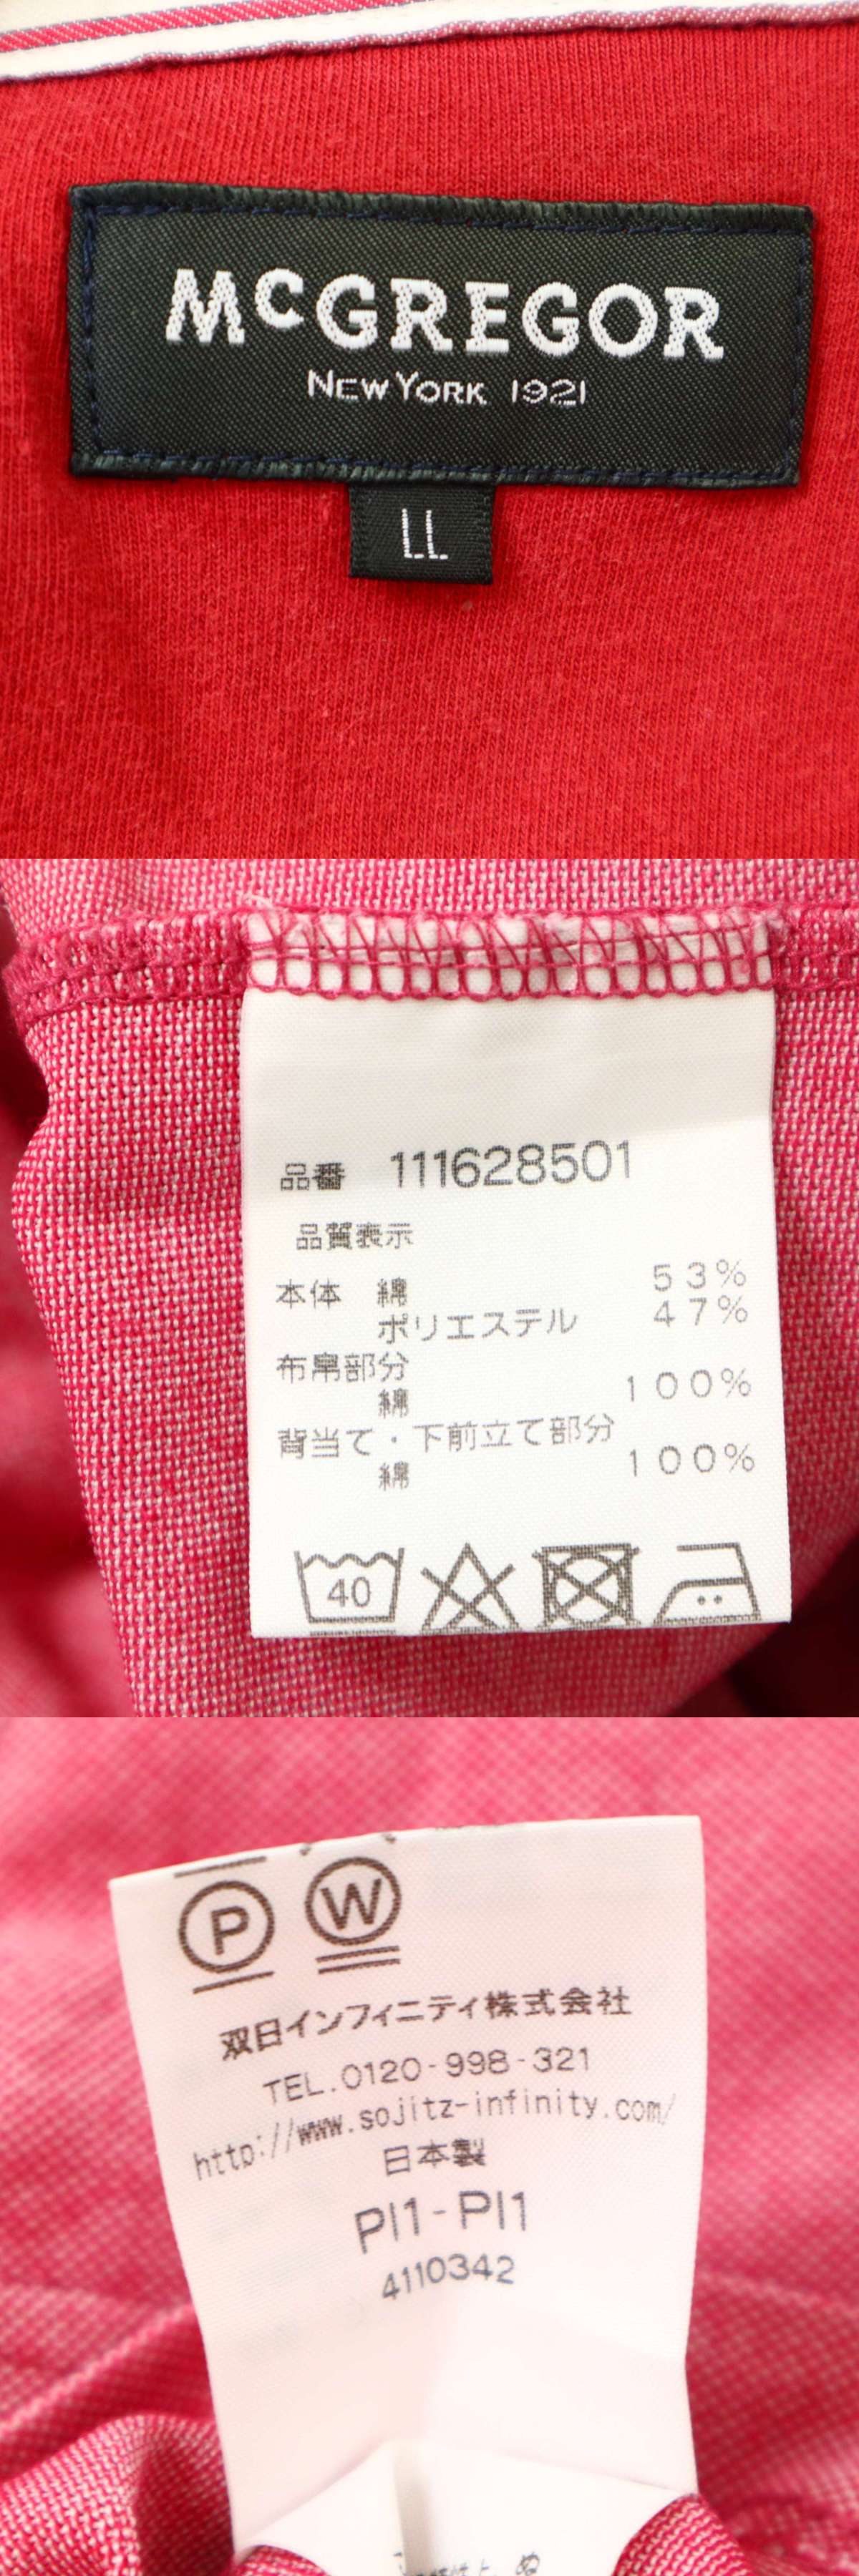 McGREGOR
NEW YORK 1921
LL
品番 111628501
品質表示
本体 綿 53%
ポリエステル 47%
布帛部分
綿 100%
背当て・下前立て部分
綿 100%
40
P W
双日インフィニティ株式会社
TEL.0120-998-321
http://www.sojitz-infinity.com/
日本製
PI1-PI1
4110342